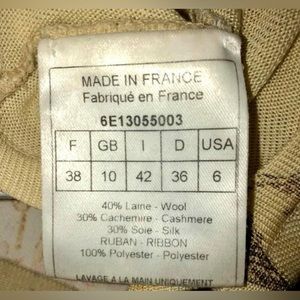 MADE IN FRANCE
Fabriqué en France
6E13055003
F GB I D USA
38 10 42 36 6
40% Laine - Wool
30% Cachemire - Cashmere
30% Soie - Silk
RUBAN - RIBBON
100% Polyester - Polyester
LAVAGE A LA MAIN UNIQUEMENT